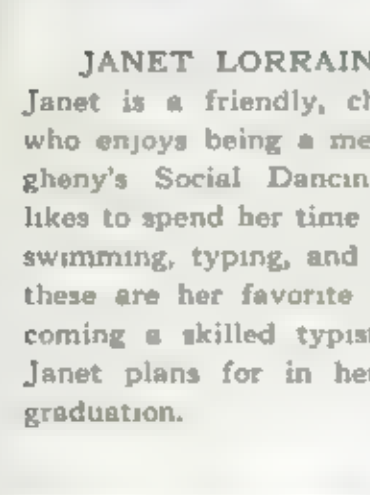 JANET LORRAIN
Janet is a friendly, ch
who enjoys being a me
gheny's Social Dancin
likes to spend her time
swimming, typing, and
these are her favorite
coming a skilled typist
Janet plans for in he
graduation.